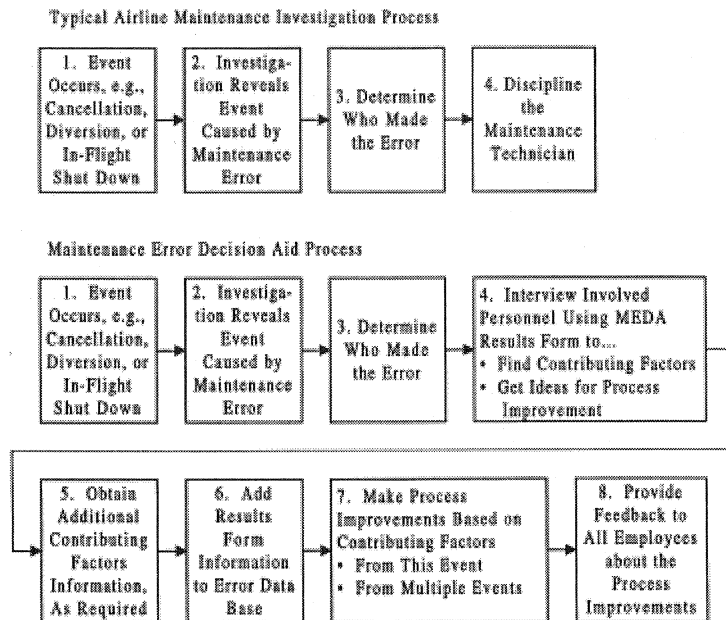 Typical Airline Maintenance Investigation Process
1. Event
Occurs, e.g.,
Cancellation,
Diversion, or
In-Flight
Shut Down
2. Investiga-
tion Reveals
Event
Caused by
Maintenance
Error
3. Determine
Who Made
the Error
4. Discipline
the
Maintenance
Technician
Maintenance Error Decision Aid Process
1. Event
Occurs, e.g.,
Cancellation,
Diversion, or
In-Flight
Shut Down
2. Investiga-
tion Reveals
Event
Caused by
Maintenance
Error
3. Determine
Who Made
the Error
4. Interview Involved
Personnel Using MEDA
Results Form to...
• Find Contributing Factors
• Get Ideas for Process
Improvement
5. Obtain
Additional
Contributing
Factors
Information,
As Required
6. Add
Results
Form
Information
to Error Data
Base
7. Make Process
Improvements Based on
Contributing Factors
• From This Event
• From Multiple Events
8. Provide
Feedback to
All Employees
about the
Process
Improvements